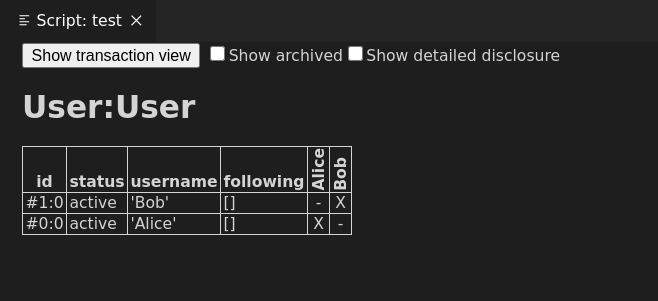 Script: test
Show transaction view Show archived Show detailed disclosure
User:User
id status username following Alice Bob
#1:0 active 'Bob' [] - X
#0:0 active 'Alice' [] X -